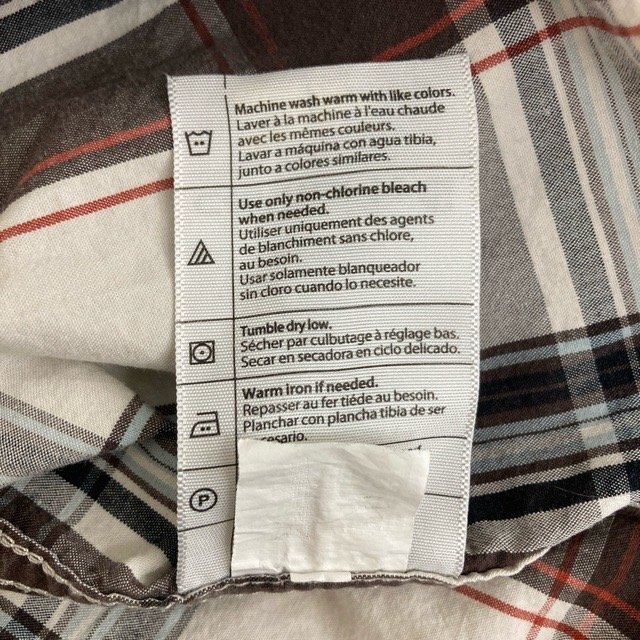 Machine wash warm with like colors.
Laver à la machine à l'eau chaude
avec les mêmes couleurs.
Lavar a máquina con agua tibia,
junto a colores similares.
Use only non-chlorine bleach
when needed.
Utiliser uniquement des agents
de blanchiment sans chlore,
au besoin.
Usar solamente blanqueador
sin cloro cuando lo necesite.
Tumble dry low.
Sécher par culbutage à réglage bas.
Secar en secadora en ciclo delicado.
Warm iron if needed.
Repasser au fer tiéde au besoin.
Planchar con plancha tibia de ser
P